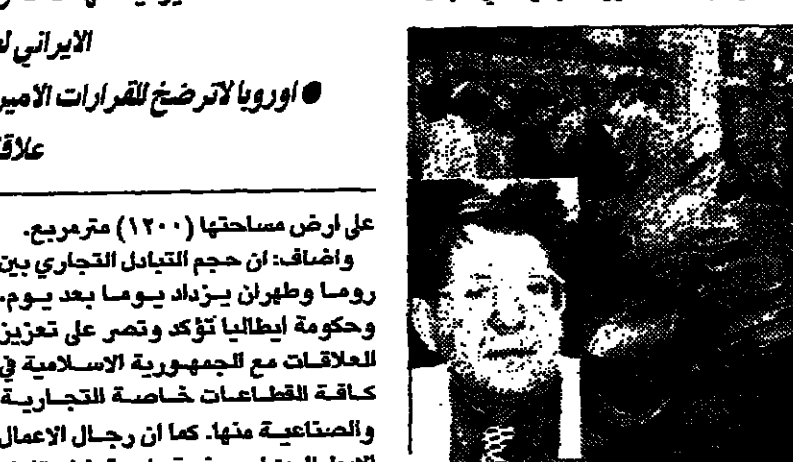 الايراني
● اوروبا لاترضخ للقرارات الامير
على ارض مساحتها (١٢٠٠) مترمربع.
واضاف: ان حجم التبادل التجاري بين
روما وطهران يزداد يوما بعد يوم.
وحكومة ايطاليا تؤكد وتصر على تعزيز
العلاقات مع الجمهورية الاسلامية في
كافة القطاعات خاصة التجارية
والصناعية منها. كما ان رجال الاعمال